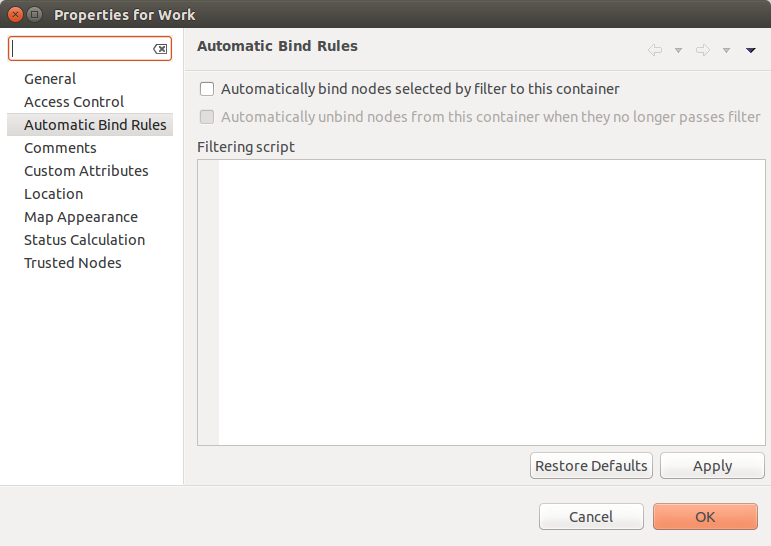 Properties for Work
General
Access Control
Automatic Bind Rules
Comments
Custom Attributes
Location
Map Appearance
Status Calculation
Trusted Nodes
Automatic Bind Rules
Automatically bind nodes selected by filter to this container
Automatically unbind nodes from this container when they no longer passes filter
Filtering script
Restore Defaults
Apply
Cancel
OK